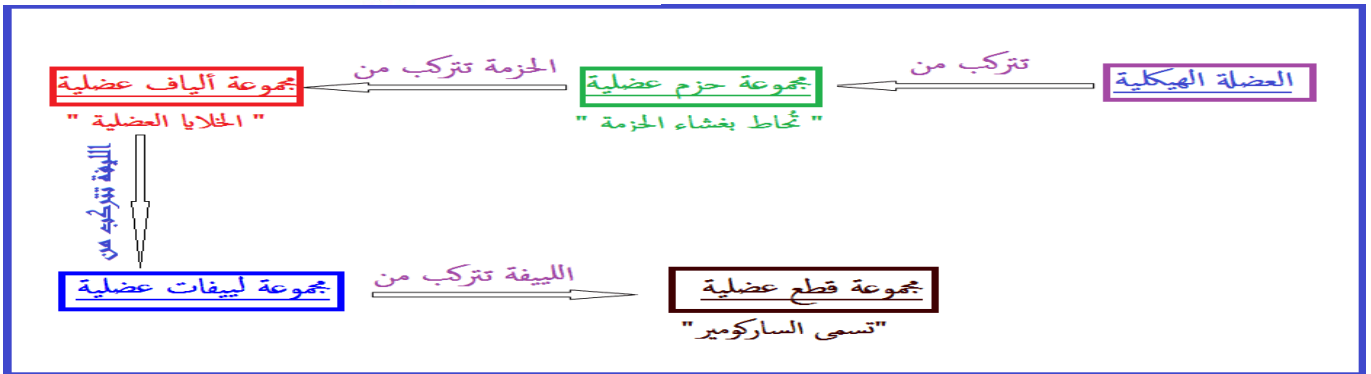 العضلة الهيكلية
تتركب من
مجموعة حزم عضلية
" تُحاط بغشاء الحزمة "
الحزمة تتركب من
مجموعة ألياف عضلية
" الخلايا العضلية "
الليفة تتركب من
مجموعة لييفات عضلية
اللييفة تتركب من
مجموعة قطع عضلية
"تسمى الساركومير"